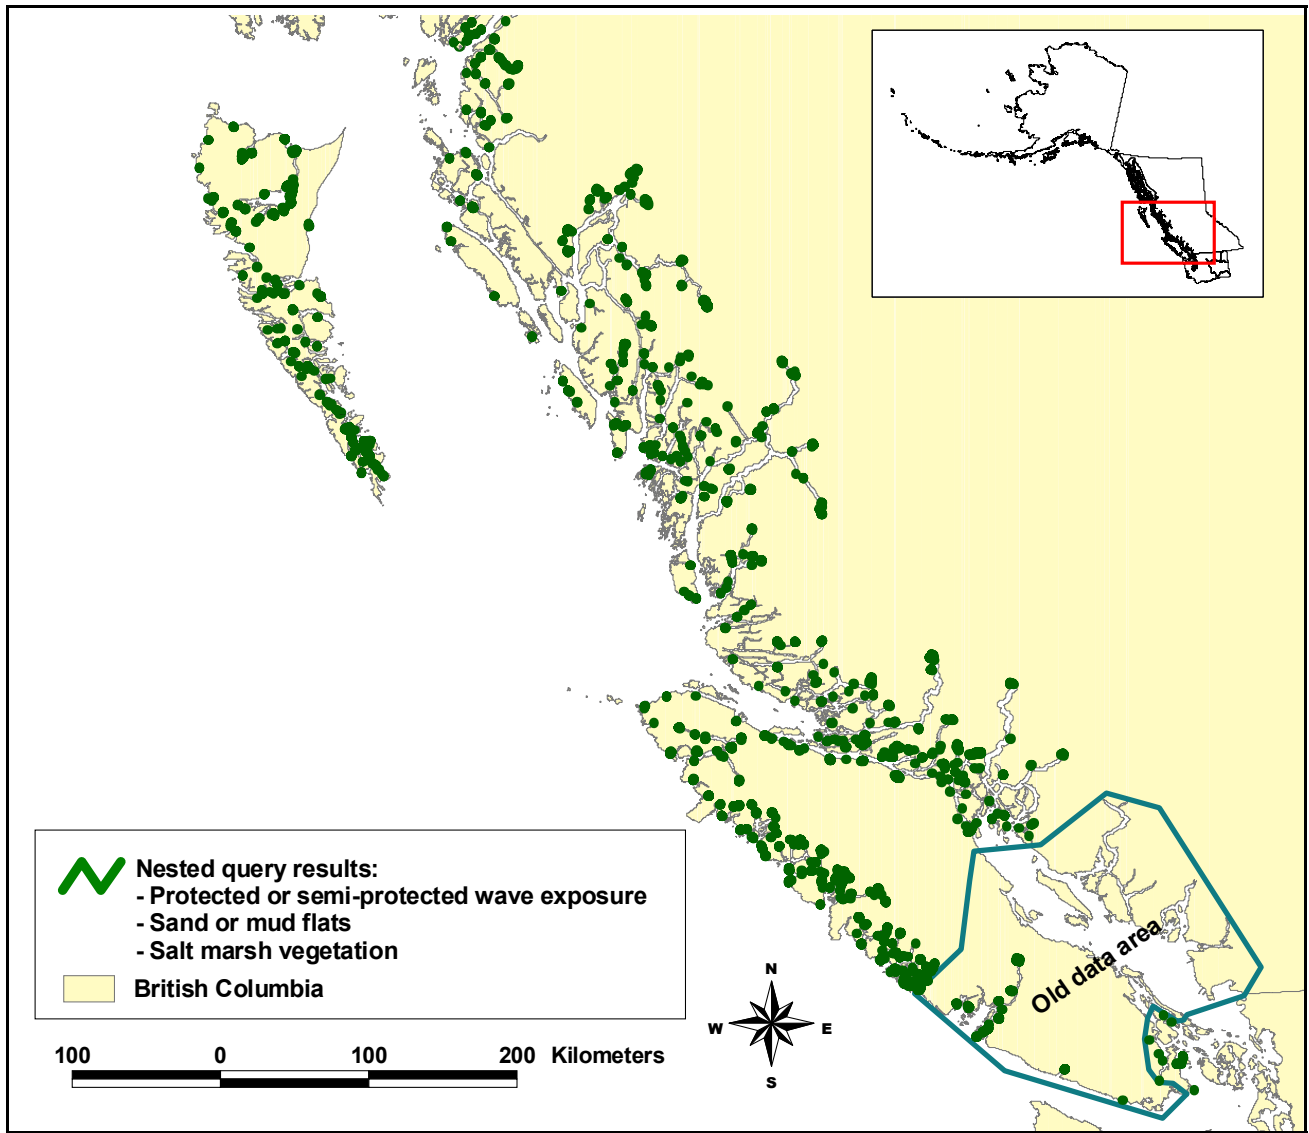 Old data area
Nested query results:
- Protected or semi-protected wave exposure
- Sand or mud flats
- Salt marsh vegetation
British Columbia
N
W E
S
100 0 100 200 Kilometers